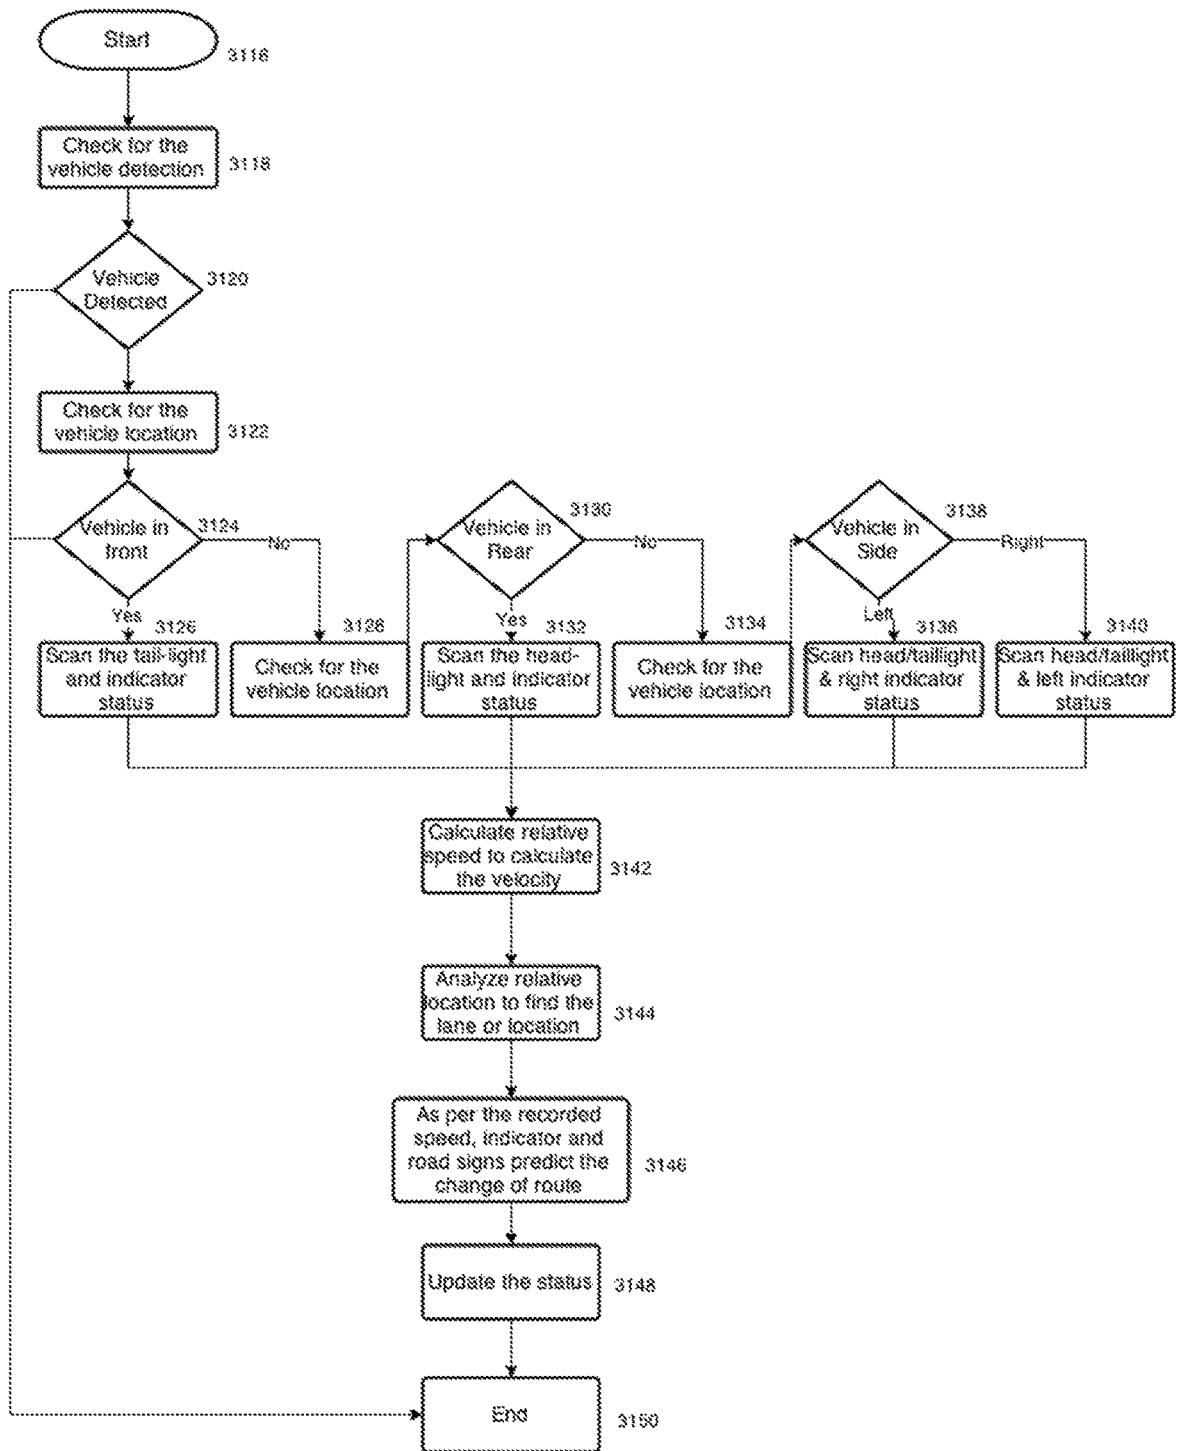 Start
3116
Check for the
vehicle detection
3118
Vehicle
Detected
3120
Check for the
vehicle location
3122
Vehicle in
front
3124
No
Yes
Vehicle in
Rear
3130
No
Yes
Vehicle in
Side
3138
Right
Left
3126
Scan the tail-light
and indicator
status
3128
Check for the
vehicle location
3132
Scan the head-
light and indicator
status
3134
Check for the
vehicle location
3136
Scan head/taillight
& right indicator
status
3140
Scan head/taillight
& left indicator
status
Calculate relative
speed to calculate
the velocity
3142
Analyze relative
location to find the
lane or location
3144
As per the recorded
speed, indicator and
road signs predict the
change of route
3146
Update the status
3148
End
3150